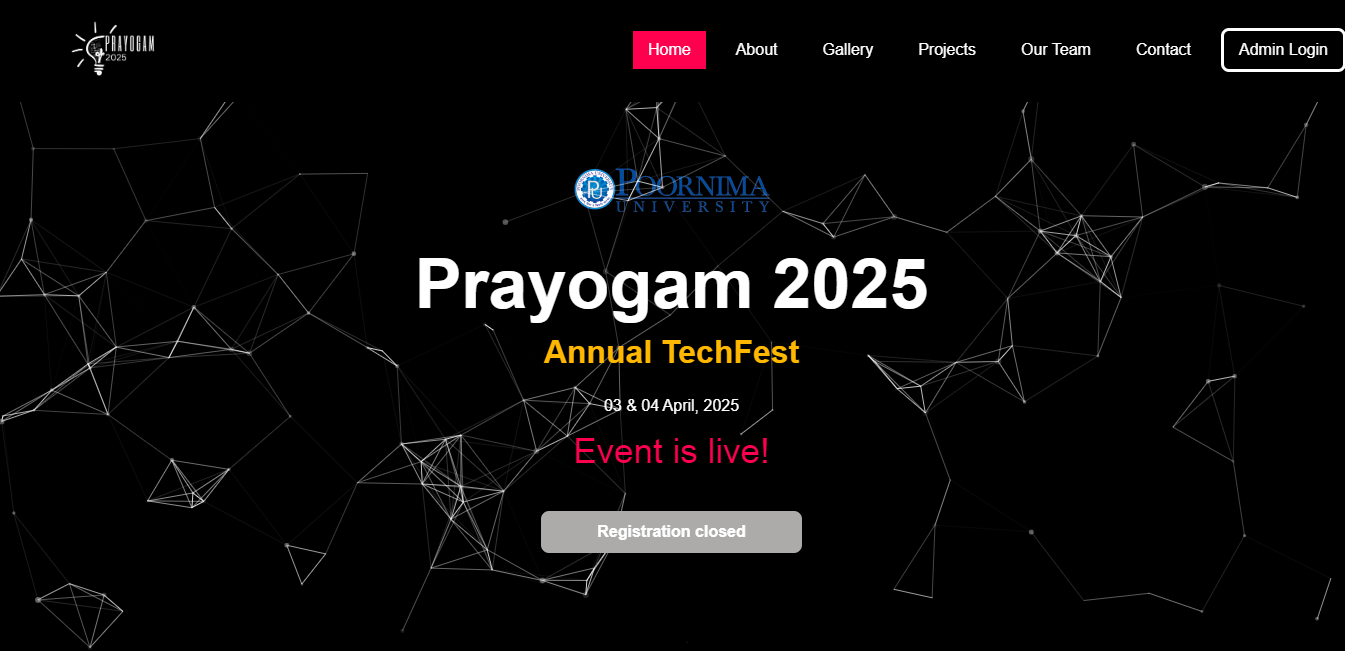 PRAYOGAM
2025
Home About Gallery Projects Our Team Contact Admin Login
PU POORNIMA
UNIVERSITY
Prayogam 2025
Annual TechFest
03 & 04 April, 2025
Event is live!
Registration closed